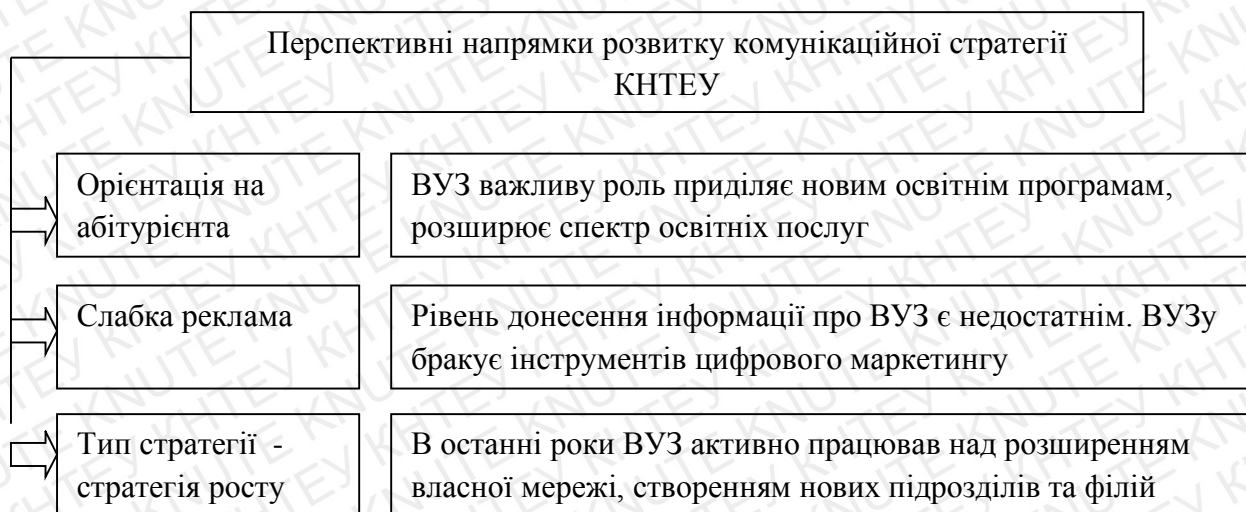 Перспективні напрямки розвитку комунікаційної стратегії
КНТЕУ
Орієнтація на
абітурієнта
ВУЗ важливу роль приділяє новим освітнім програмам,
розширює спектр освітніх послуг
Слабка реклама
Рівень донесення інформації про ВУЗ є недостатнім. ВУЗу
бракує інструментів цифрового маркетингу
Тип стратегії -
стратегія росту
В останні роки ВУЗ активно працював над розширенням
власної мережі, створенням нових підрозділів та філій